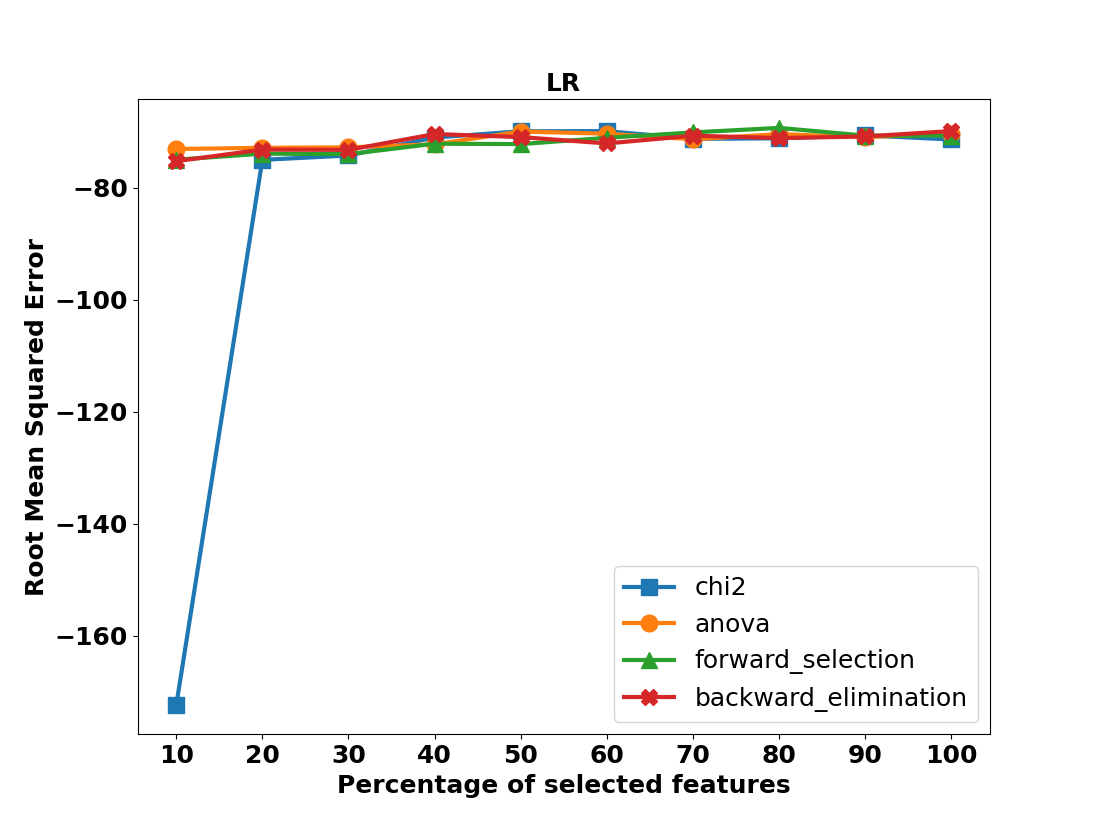 LR
Root Mean Squared Error
−80
−100
−120
−140
−160
chi2
anova
forward_selection
backward_elimination
10 20 30 40 50 60 70 80 90 100
Percentage of selected features